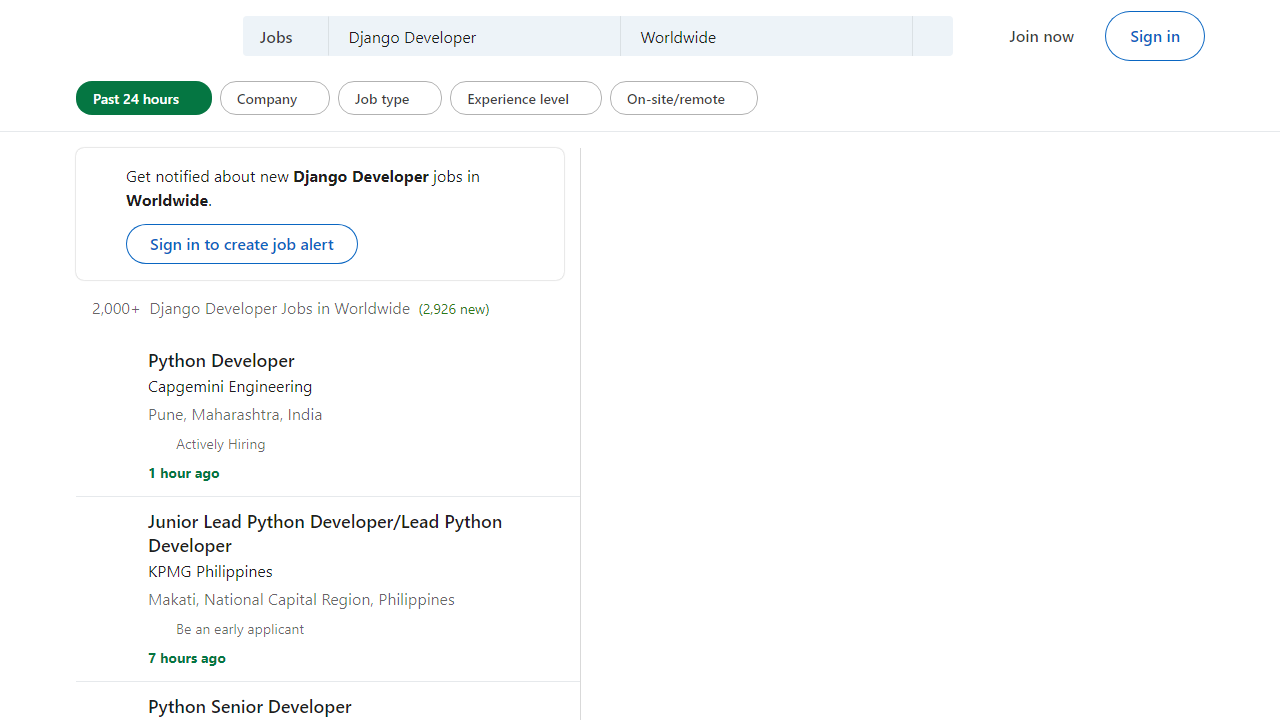 Jobs
Django Developer
Worldwide
Join now
Sign in
Past 24 hours
Company
Job type
Experience level
On-site/remote
Get notified about new Django Developer jobs in
Worldwide.
Sign in to create job alert
2,000+ Django Developer Jobs in Worldwide (2,926 new)
Python Developer
Capgemini Engineering
Pune, Maharashtra, India
Actively Hiring
1 hour ago
Junior Lead Python Developer/Lead Python
Developer
KPMG Philippines
Makati, National Capital Region, Philippines
Be an early applicant
7 hours ago
Python Senior Developer